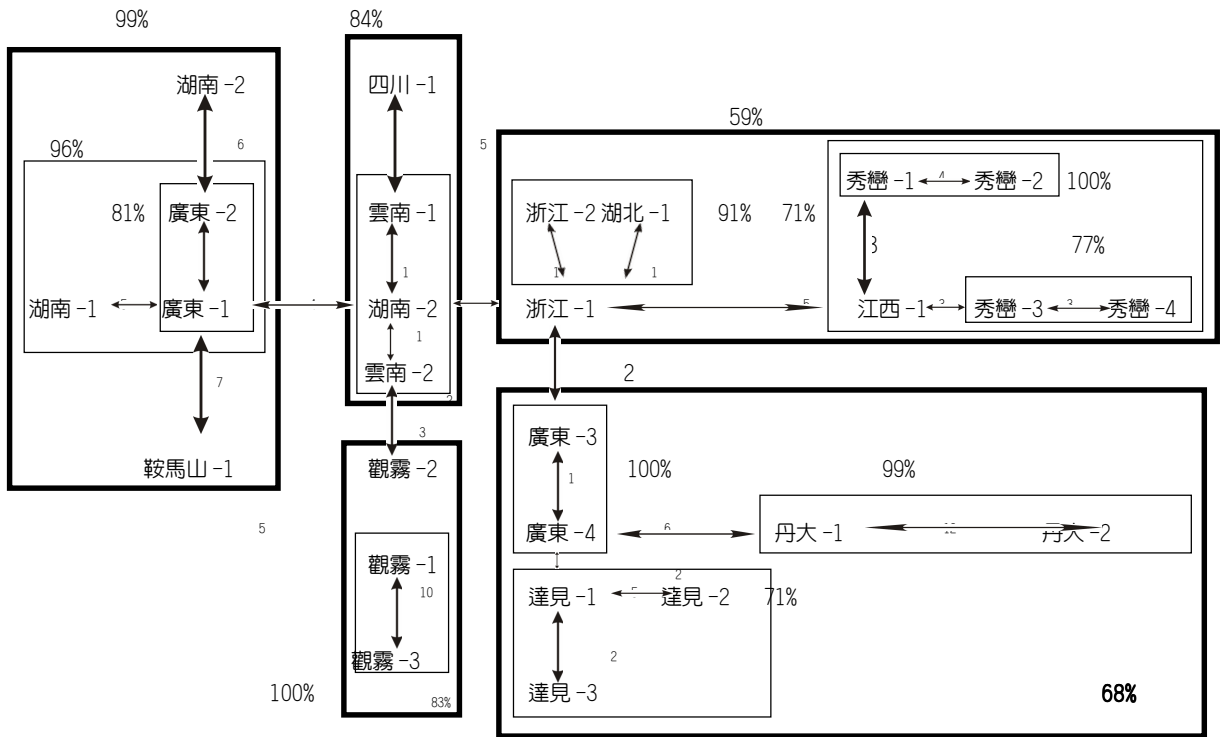 99%
84%
湖南 -2
四川 -1
59%
96%
6
5
秀巒 -1
4
秀巒 -2
100%
81%
廣東 -2
雲南 -1
浙江 -2 湖北 -1
91%
71%
3
77%
1
1
1
湖南 -1
廣東 -1
湖南 -2
浙江 -1
江西 -1
3
秀巒 -3
3
秀巒 -4
1
雲南 -2
2
7
3
廣東 -3
鞍馬山 -1
觀霧 -2
100%
99%
1
5
廣東 -4
6
丹大 -1
12
丹大 -2
觀霧 -1
10
2
達見 -1
達見 -2
71%
觀霧 -3
2
100%
83%
達見 -3
68%